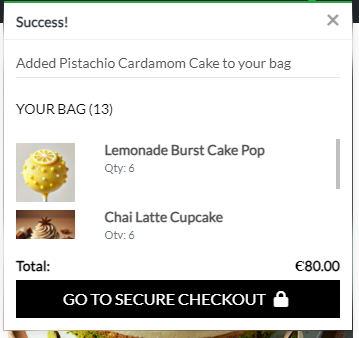 Success!
Added Pistachio Cardamom Cake to your bag
YOUR BAG (13)
Lemonade Burst Cake Pop
Qty: 6
Chai Latte Cupcake
Qty: 6
Total: €80.00
GO TO SECURE CHECKOUT